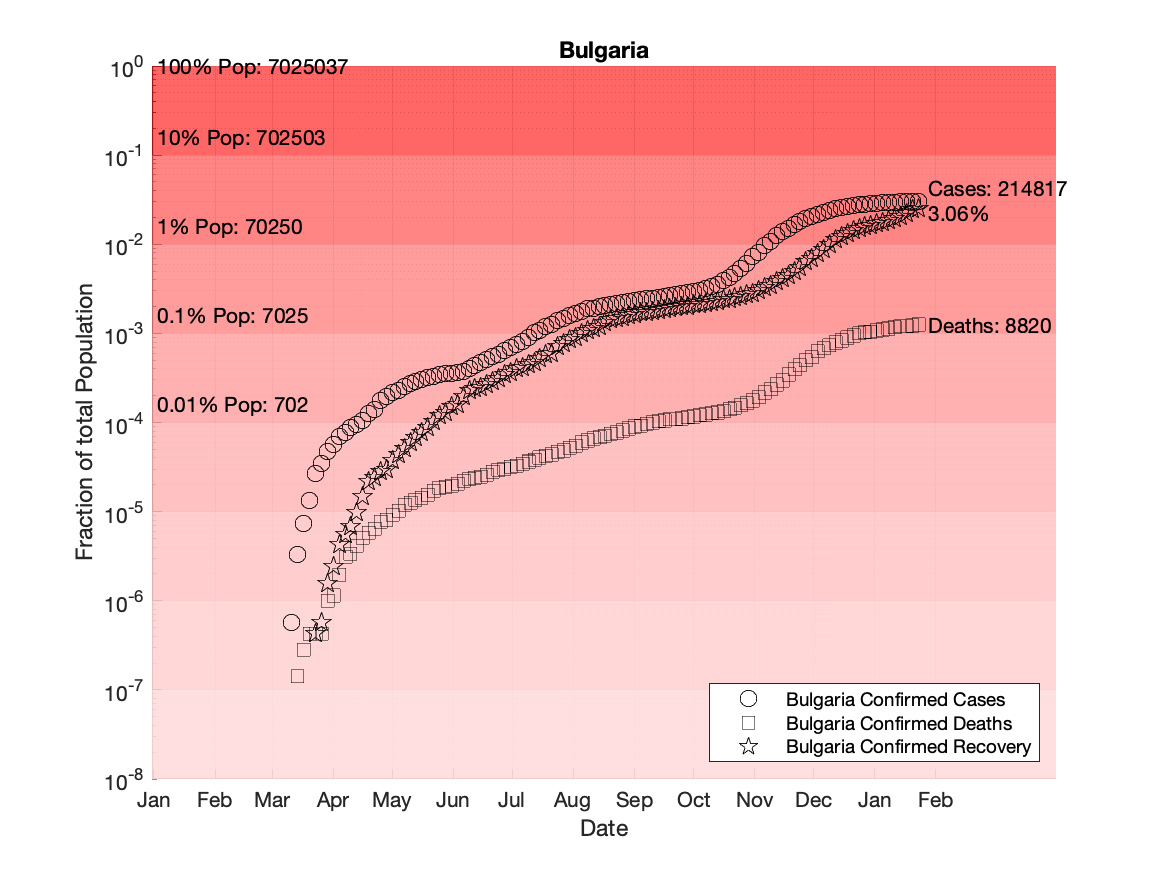 Bulgaria
10^0
100% Pop: 7025037
10% Pop: 702503
10^-1
Cases: 214817
3.06%
1% Pop: 70250
10^-2
0.1% Pop: 7025
Deaths: 8820
10^-3
0.01% Pop: 702
10^-4
Fraction of total Population
10^-5
10^-6
10^-7
Bulgaria Confirmed Cases
Bulgaria Confirmed Deaths
Bulgaria Confirmed Recovery
10^-8
Jan Feb Mar Apr May Jun Jul Aug Sep Oct Nov Dec Jan Feb
Date